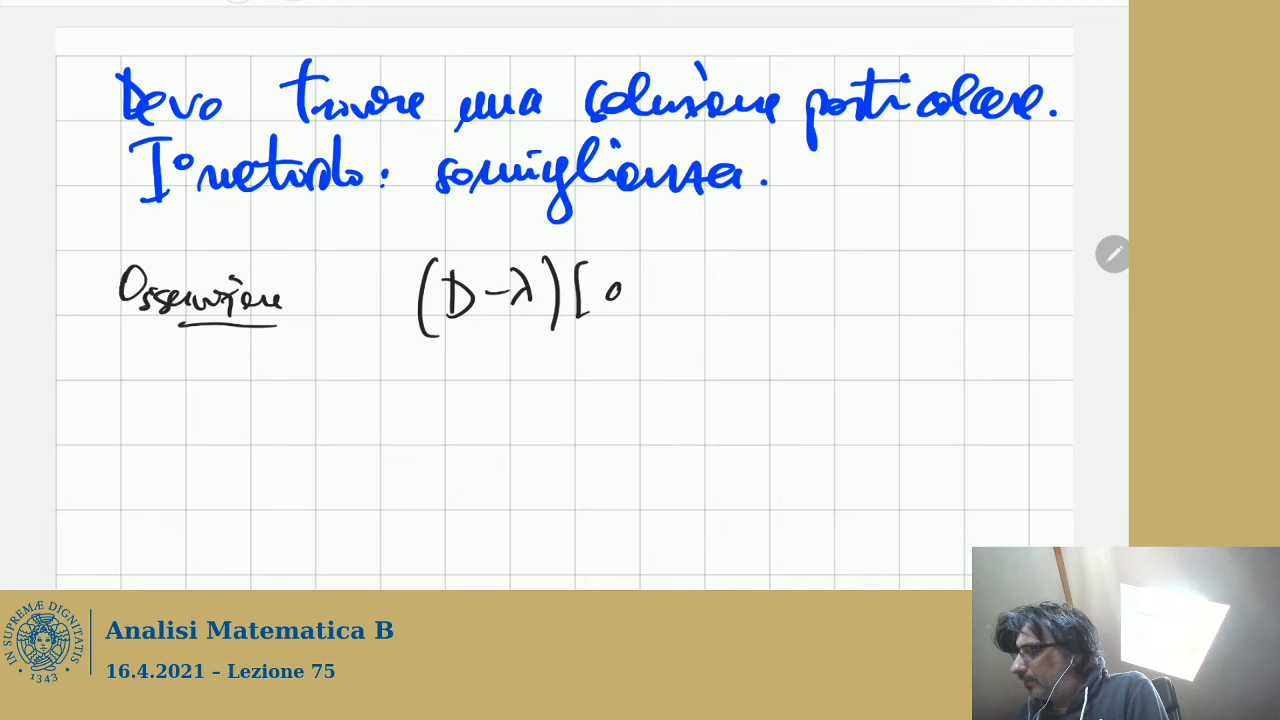 Devo trovare una soluzione particolare.
I° metodo: somiglianza.
Osservazione (D-λ)[
Analisi Matematica B
16.4.2021 – Lezione 75
IN SUPREMÆ DIGNITATIS
1343